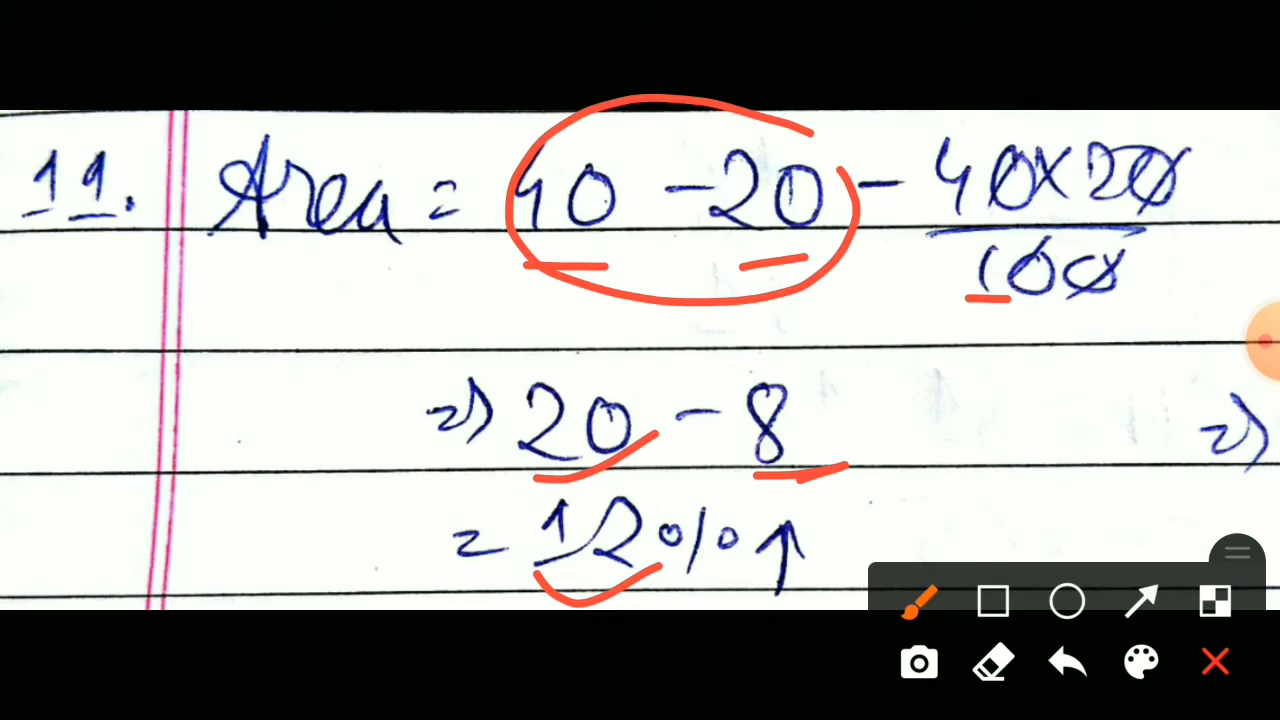 11. Area = 40 - 20 - 40×20
100
=> 20 - 8 =>
= 12% ↑